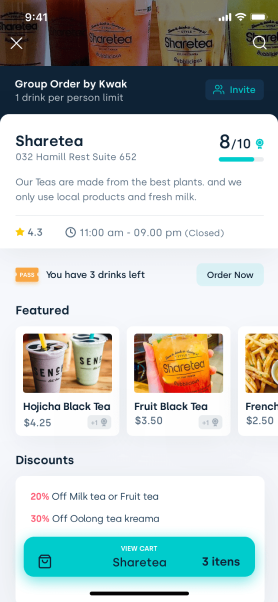 9:41
Sharetea
Sharetea
Group Order by Kwak
1 drink per person limit
Invite
Sharetea
032 Hamill Rest Suite 652
8/10
Our Teas are made from the best plants. and we
only use local products and fresh milk.
4.3
11:00 am - 09.00 pm (Closed)
PASS
You have 3 drinks left
Order Now
Featured
SENS
SEN
Sharetea
Hojicha Black Tea
$4.25
+1
Fruit Black Tea
$3.50
+1
French
$2.50
Discounts
20% Off Milk tea or Fruit tea
30% Off Oolong tea kreama
VIEW CART
Sharetea
3 itens